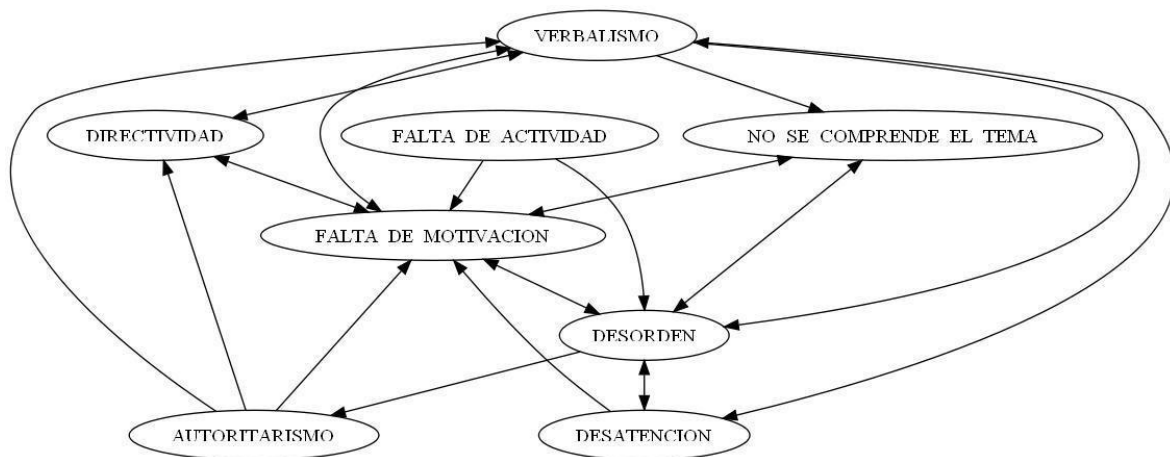 VERBALISMO
DIRECTIVIDAD
FALTA DE ACTIVIDAD
NO SE COMPRENDE EL TEMA
FALTA DE MOTIVACION
DESORDEN
AUTORITARISMO
DESATENCION